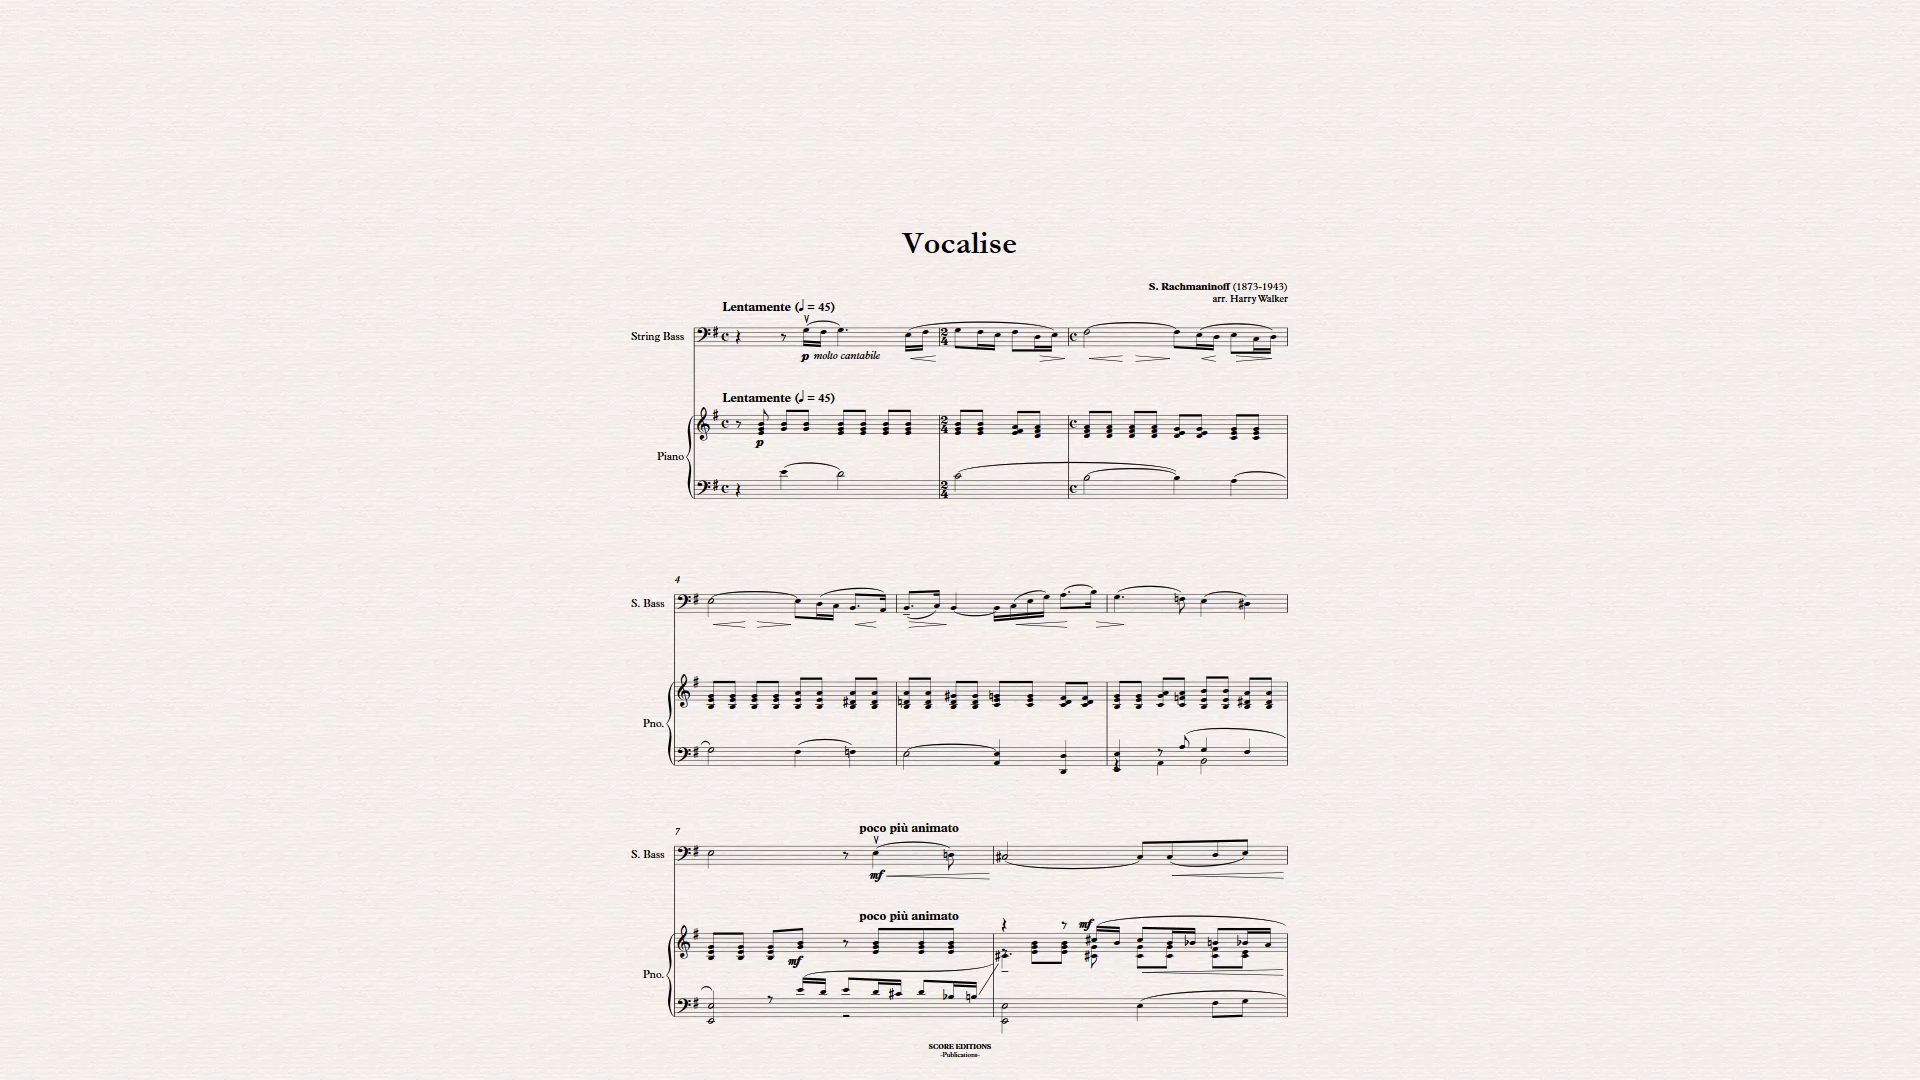 Vocalise
S. Rachmaninoff (1873-1943)
arr. Harry Walker
Lentamente (♩ = 45)
String Bass
p molto cantabile
Lentamente (♩ = 45)
p
Piano
4
S. Bass
Pno.
7
poco più animato
S. Bass
mf
poco più animato
mf
mf
Pno.
SCORE EDITIONS
-Publications-